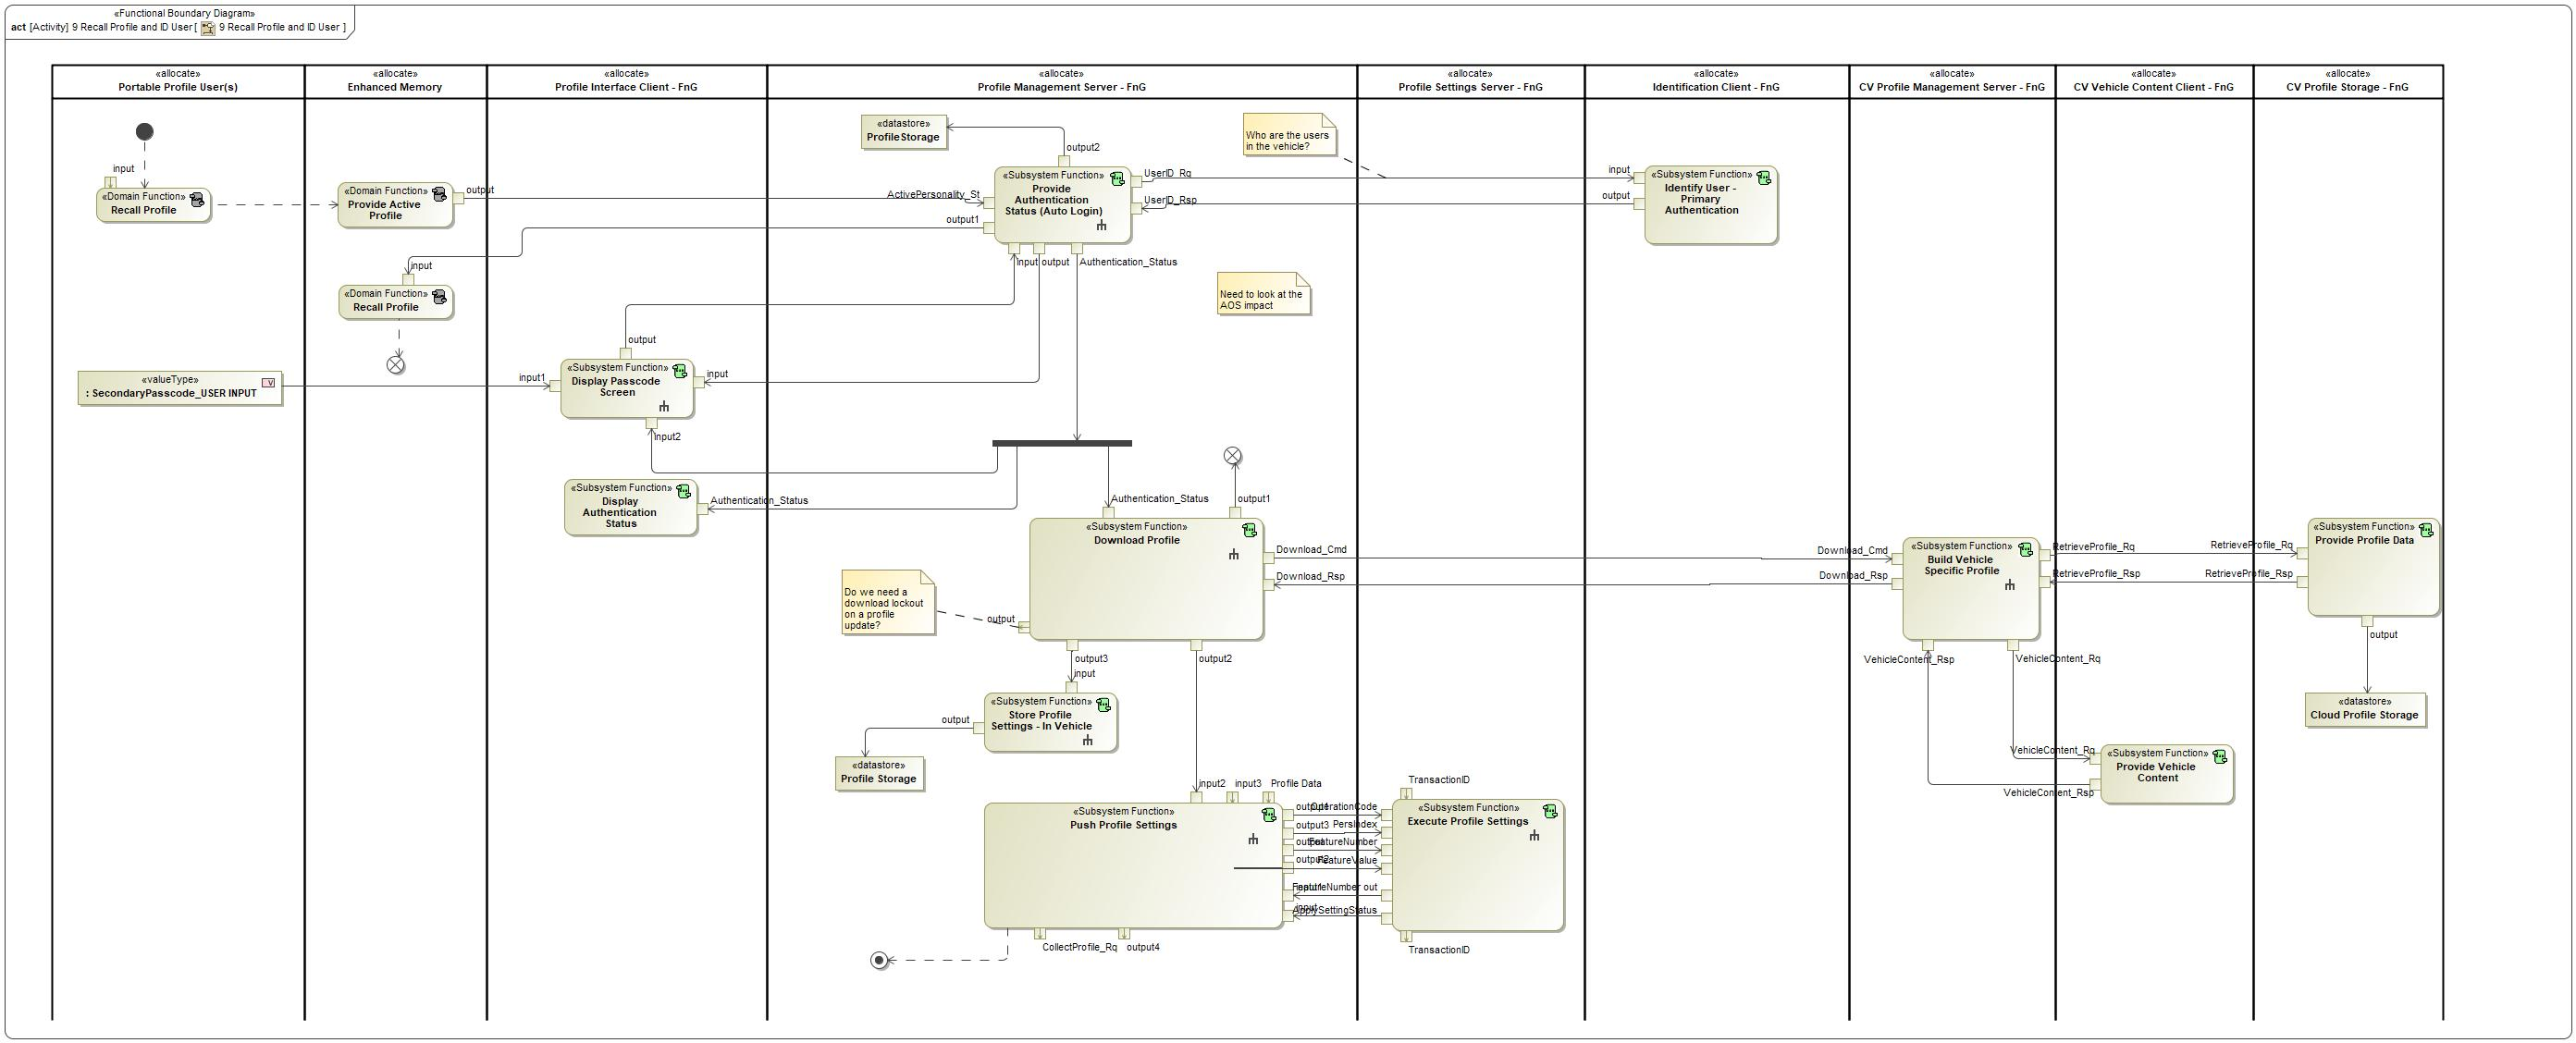 «Functional Boundary Diagram»
act [Activity] 9 Recall Profile and ID User [ 9 Recall Profile and ID User ]
«allocate»
Portable Profile User(s)
«allocate»
Enhanced Memory
«allocate»
Profile Interface Client - FnG
«allocate»
Profile Management Server - FnG
«allocate»
Profile Settings Server - FnG
«allocate»
Identification Client - FnG
«allocate»
CV Profile Management Server - FnG
«allocate»
CV Vehicle Content Client - FnG
«allocate»
CV Profile Storage - FnG
input
«Domain Function»
Recall Profile
«Domain Function»
Provide Active
Profile
output
«datastore»
ProfileStorage
output2
Who are the users
in the vehicle?
«Subsystem Function»
Provide
Authentication
Status (Auto Login)
ActivePersonality_St
output1
UserID_Rq
UserID_Rsp
input
output
Authentication_Status
input
output
«Subsystem Function»
Identify User -
Primary
Authentication
input
«Domain Function»
Recall Profile
Need to look at the
AOS impact
«valueType»
: SecondaryPasscode_USER INPUT
output
input1
«Subsystem Function»
Display Passcode
Screen
input
input2
«Subsystem Function»
Display
Authentication
Status
Authentication_Status
Authentication_Status
output1
«Subsystem Function»
Download Profile
Download_Cmd
Download_Rsp
output
output3
output2
Do we need a
download lockout
on a profile
update?
Download_Cmd
Download_Rsp
«Subsystem Function»
Build Vehicle
Specific Profile
RetrieveProfile_Rq
RetrieveProfile_Rsp
RetrieveProfile_Rq
RetrieveProfile_Rsp
«Subsystem Function»
Provide Profile Data
output
«datastore»
Cloud Profile Storage
VehicleContent_Rsp
VehicleContent_Rq
VehicleContent_Rq
VehicleContent_Rsp
«Subsystem Function»
Provide Vehicle
Content
input
«Subsystem Function»
Store Profile
Settings - In Vehicle
output
«datastore»
Profile Storage
input2
input3
Profile Data
«Subsystem Function»
Push Profile Settings
output3
PersIndex
ApplySettingStatus
CollectProfile_Rq
output4
TransactionID
«Subsystem Function»
Execute Profile Settings
TransactionID